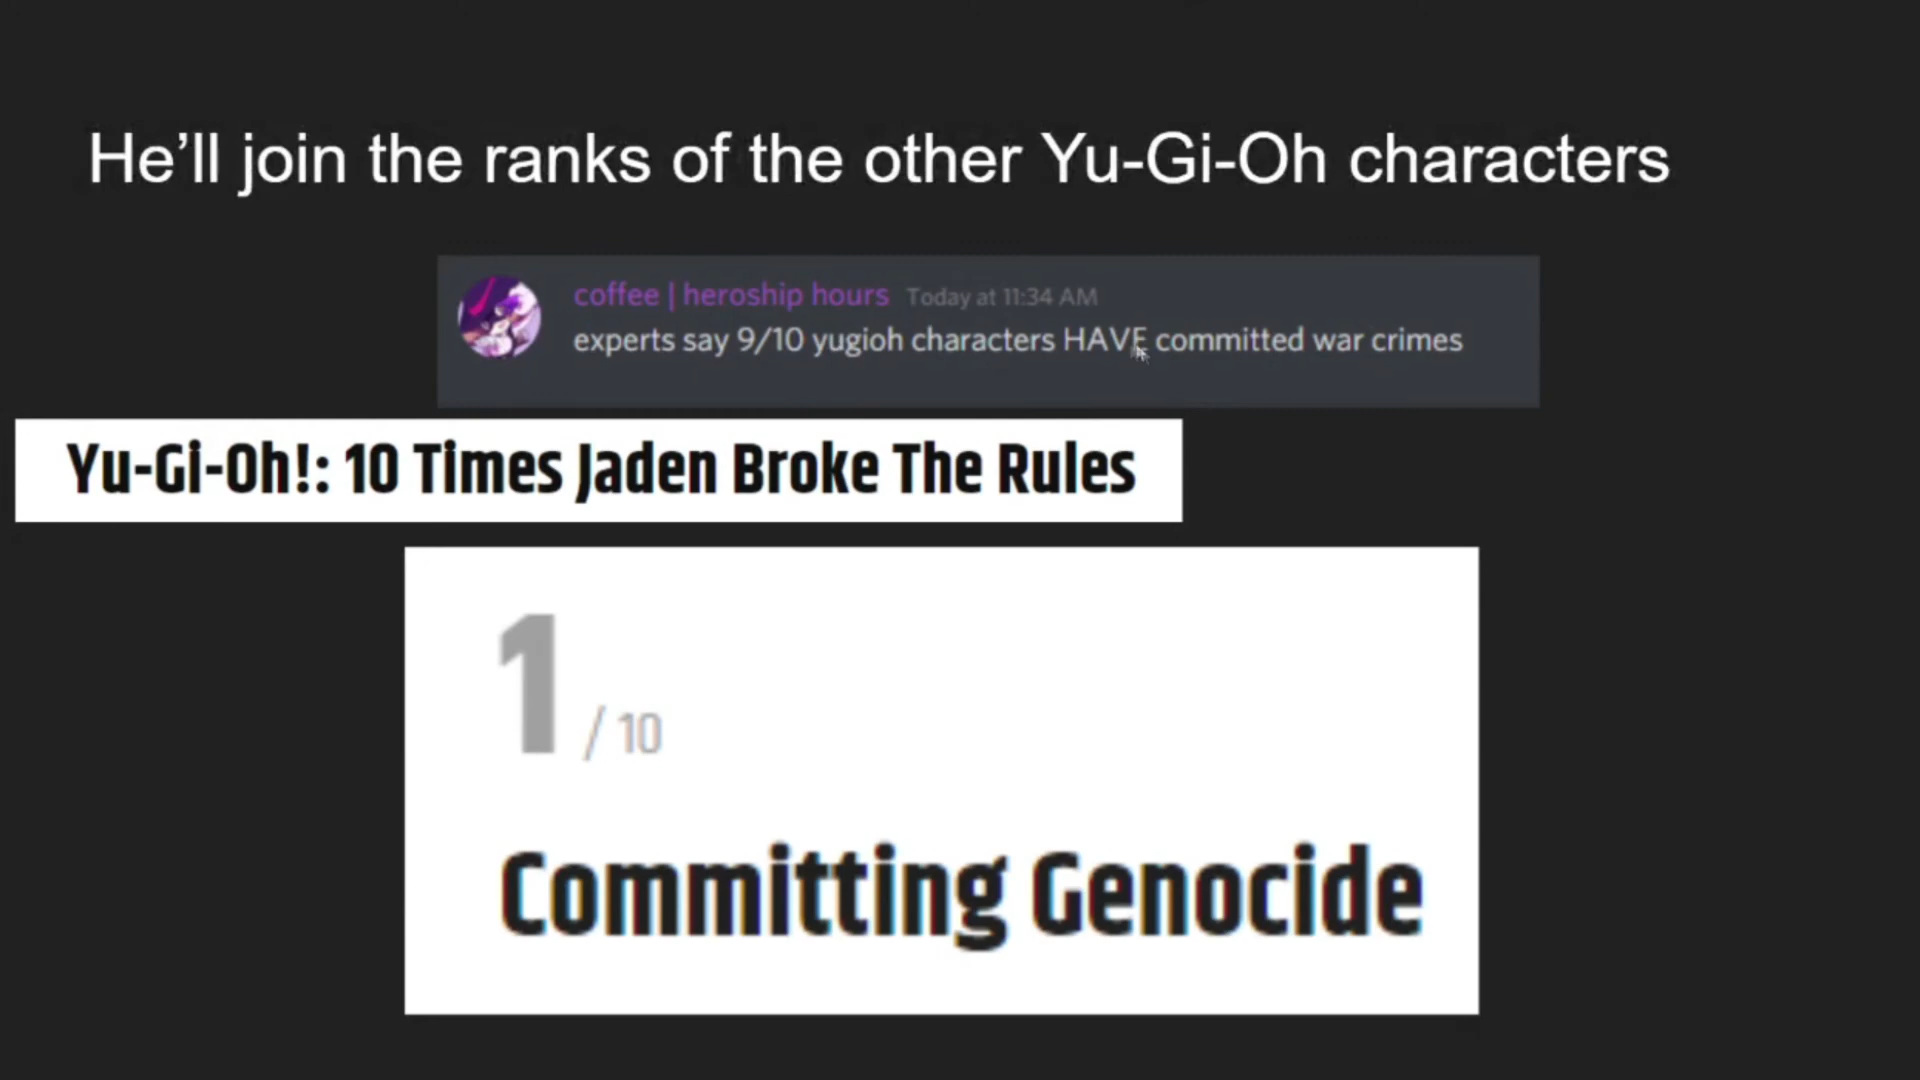 He’ll join the ranks of the other Yu-Gi-Oh characters
coffee | heroship hours Today at 11:34 AM
experts say 9/10 yugioh characters HAVE committed war crimes
Yu-Gi-Oh!: 10 Times Jaden Broke The Rules
1 / 10
Committing Genocide